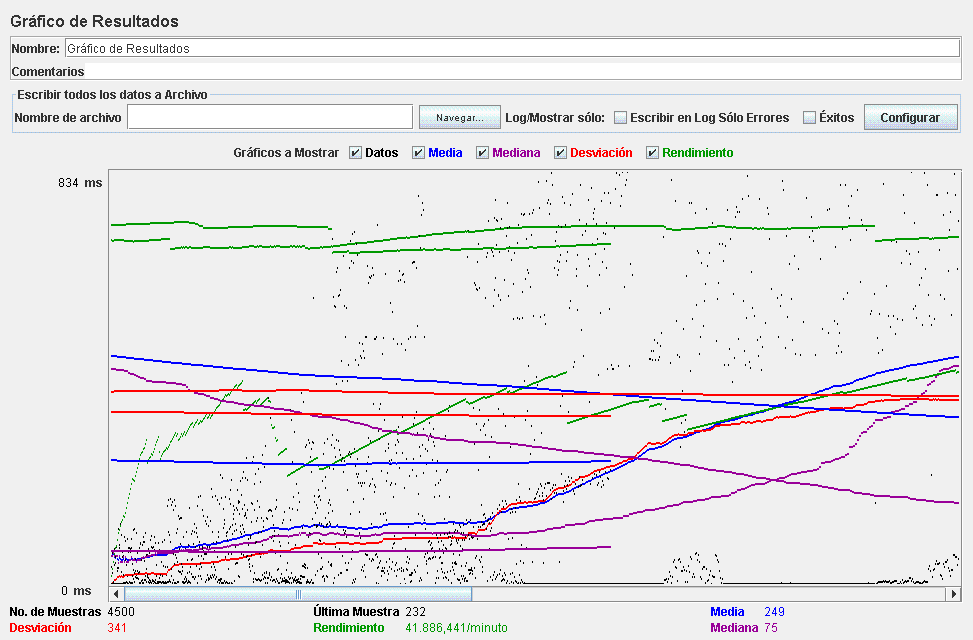 Gráfico de Resultados
Nombre: Gráfico de Resultados
Comentarios
Escribir todos los datos a Archivo
Nombre de archivo Navegar... Log/Mostrar sólo: Escribir en Log Sólo Errores Éxitos Configurar
Gráficos a Mostrar Datos Media Mediana Desviación Rendimiento
834 ms
0 ms
No. de Muestras 4500 Última Muestra 232 Media 249
Desviación 341 Rendimiento 41.886,441/minuto Mediana 75